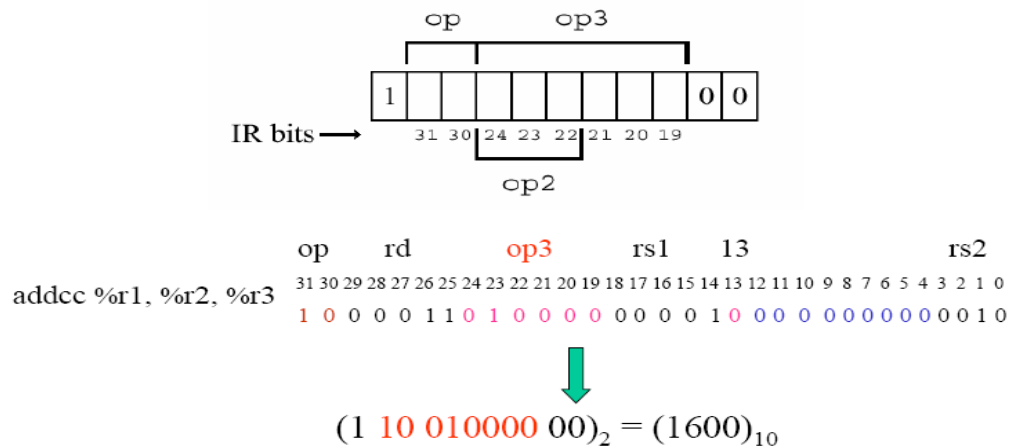 op op3
1 0 0
IR bits 31 30 24 23 22 21 20 19
op2
op rd op3 rs1 13 rs2
31 30 29 28 27 26 25 24 23 22 21 20 19 18 17 16 15 14 13 12 11 10 9 8 7 6 5 4 3 2 1 0
addcc %r1, %r2, %r3
1 0 0 0 0 1 1 0 1 0 0 0 0 0 0 0 0 1 0 0 0 0 0 0 0 0 0 0 0 0 1 0
(1 10 010000 00)2 = (1600)10